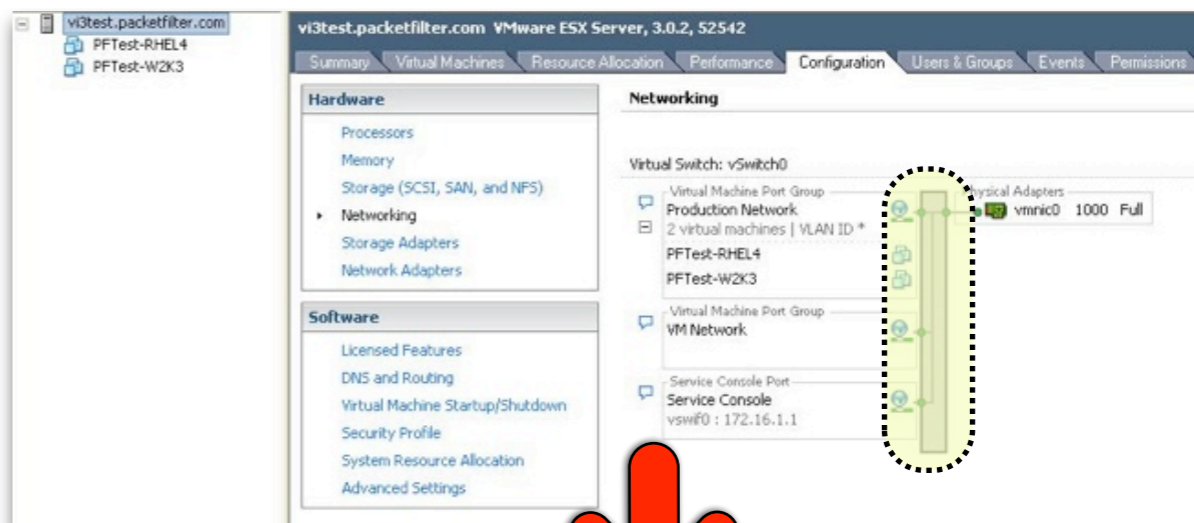 vi3test.packetfilter.com
PFTest-RHEL4
PFTest-W2K3
vi3test.packetfilter.com VMware ESX Server, 3.0.2, 52542
Summary Virtual Machines Resource Allocation Performance Configuration Users & Groups Events Permissions
Hardware
Processors
Memory
Storage (SCSI, SAN, and NFS)
Networking
Storage Adapters
Network Adapters
Software
Licensed Features
DNS and Routing
Virtual Machine Startup/Shutdown
Security Profile
System Resource Allocation
Advanced Settings
Networking
Virtual Switch: vSwitch0
Virtual Machine Port Group
Production Network
2 virtual machines | VLAN ID *
PFTest-RHEL4
PFTest-W2K3
Virtual Machine Port Group
VM Network
Service Console Port
Service Console
vswif0 : 172.16.1.1
Physical Adapters
vmnic0 1000 Full